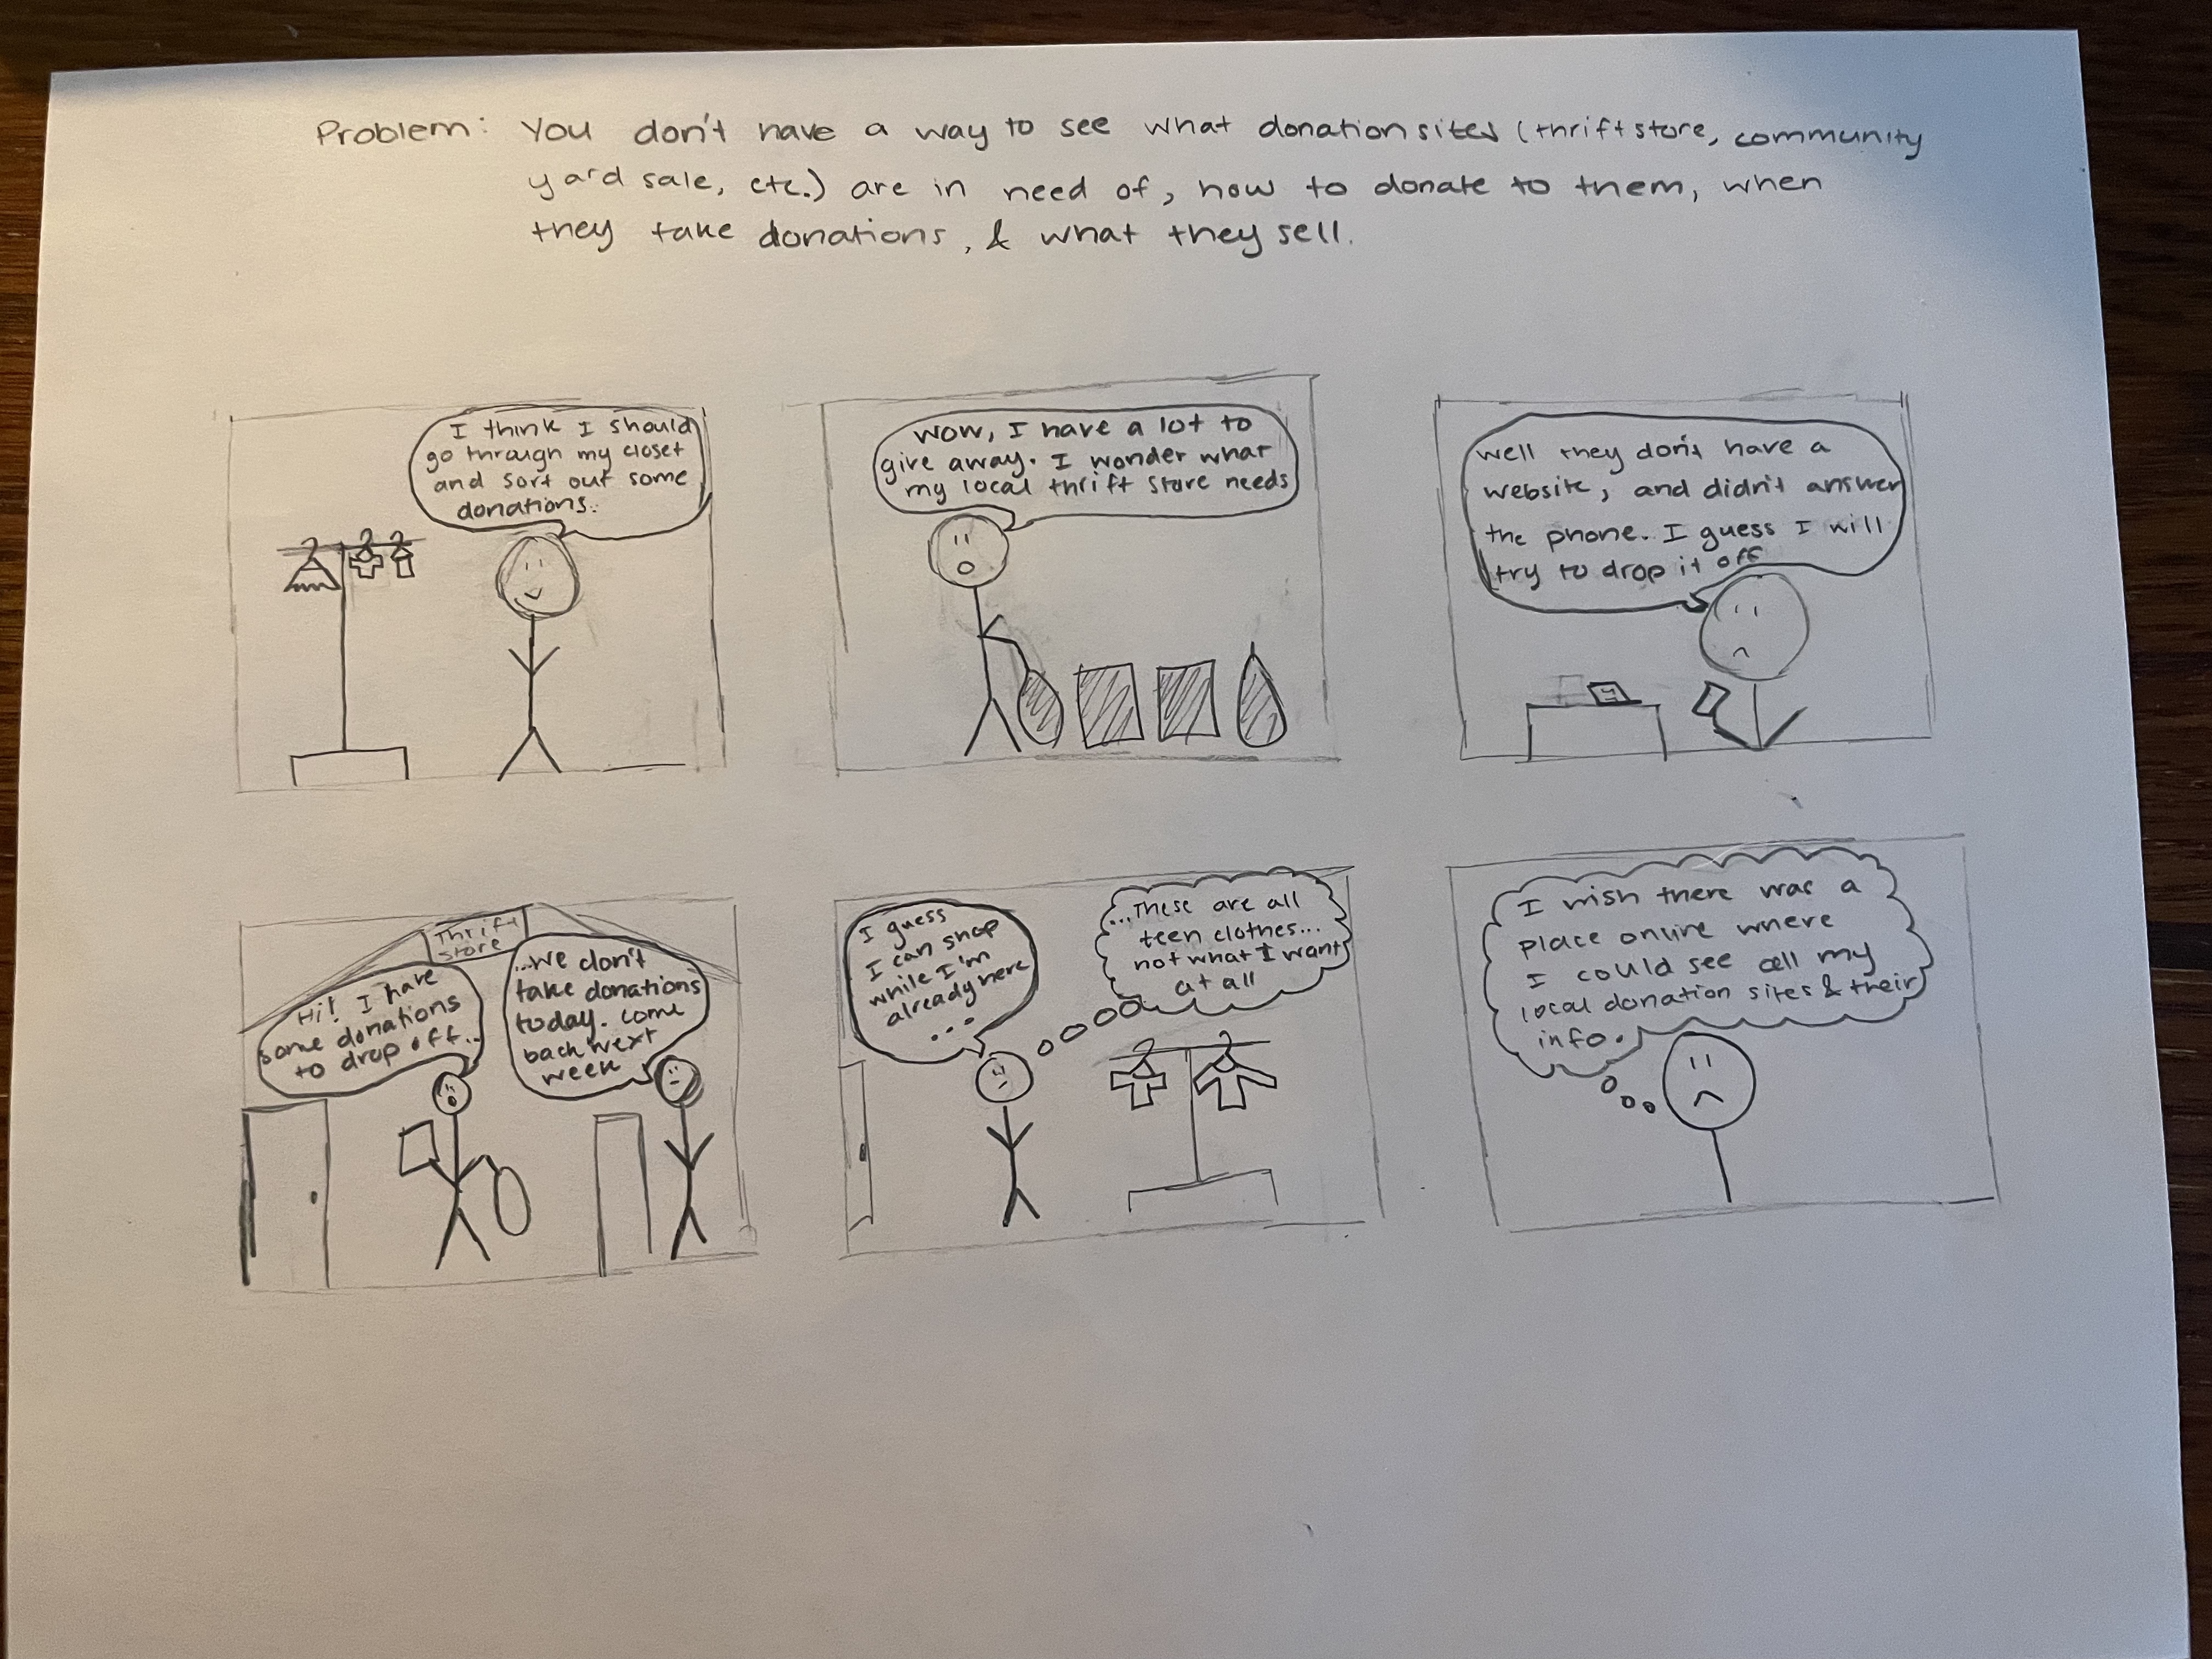 Problem: You don't have a way to see what donation sites (thrift store, community
yard sale, etc.) are in need of, how to donate to them, when
they take donations, & what they sell.
I think I should
go through my closet
and sort out some
donations.
wow, I have a lot to
give away. I wonder what
my local thrift store needs
well they don't have a
website, and didn't answer
the phone. I guess I will
try to drop it off
Thrift
store
Hi! I have
some donations
to drop off...
...we don't
take donations
today. come
back next
week
I guess
I can shop
while I'm
already here
...
...These are all
teen clothes...
not what I want
at all
I wish there was a
place online where
I could see all my
local donation sites & their
info.